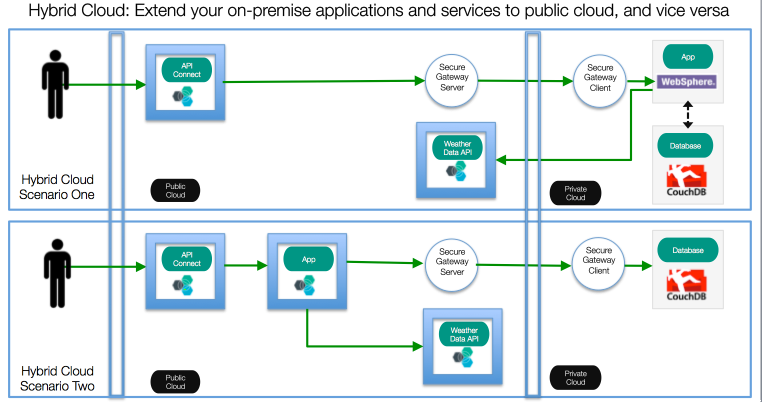 Hybrid Cloud: Extend your on-premise applications and services to public cloud, and vice versa
API
Connect
Secure
Gateway
Server
Secure
Gateway
Client
App
WebSphere.
Weather
Data API
Database
CouchDB
Hybrid Cloud
Scenario One
Public
Cloud
Private
Cloud
API
Connect
App
Secure
Gateway
Server
Secure
Gateway
Client
Database
CouchDB
Weather
Data API
Hybrid Cloud
Scenario Two
Public
Cloud
Private
Cloud